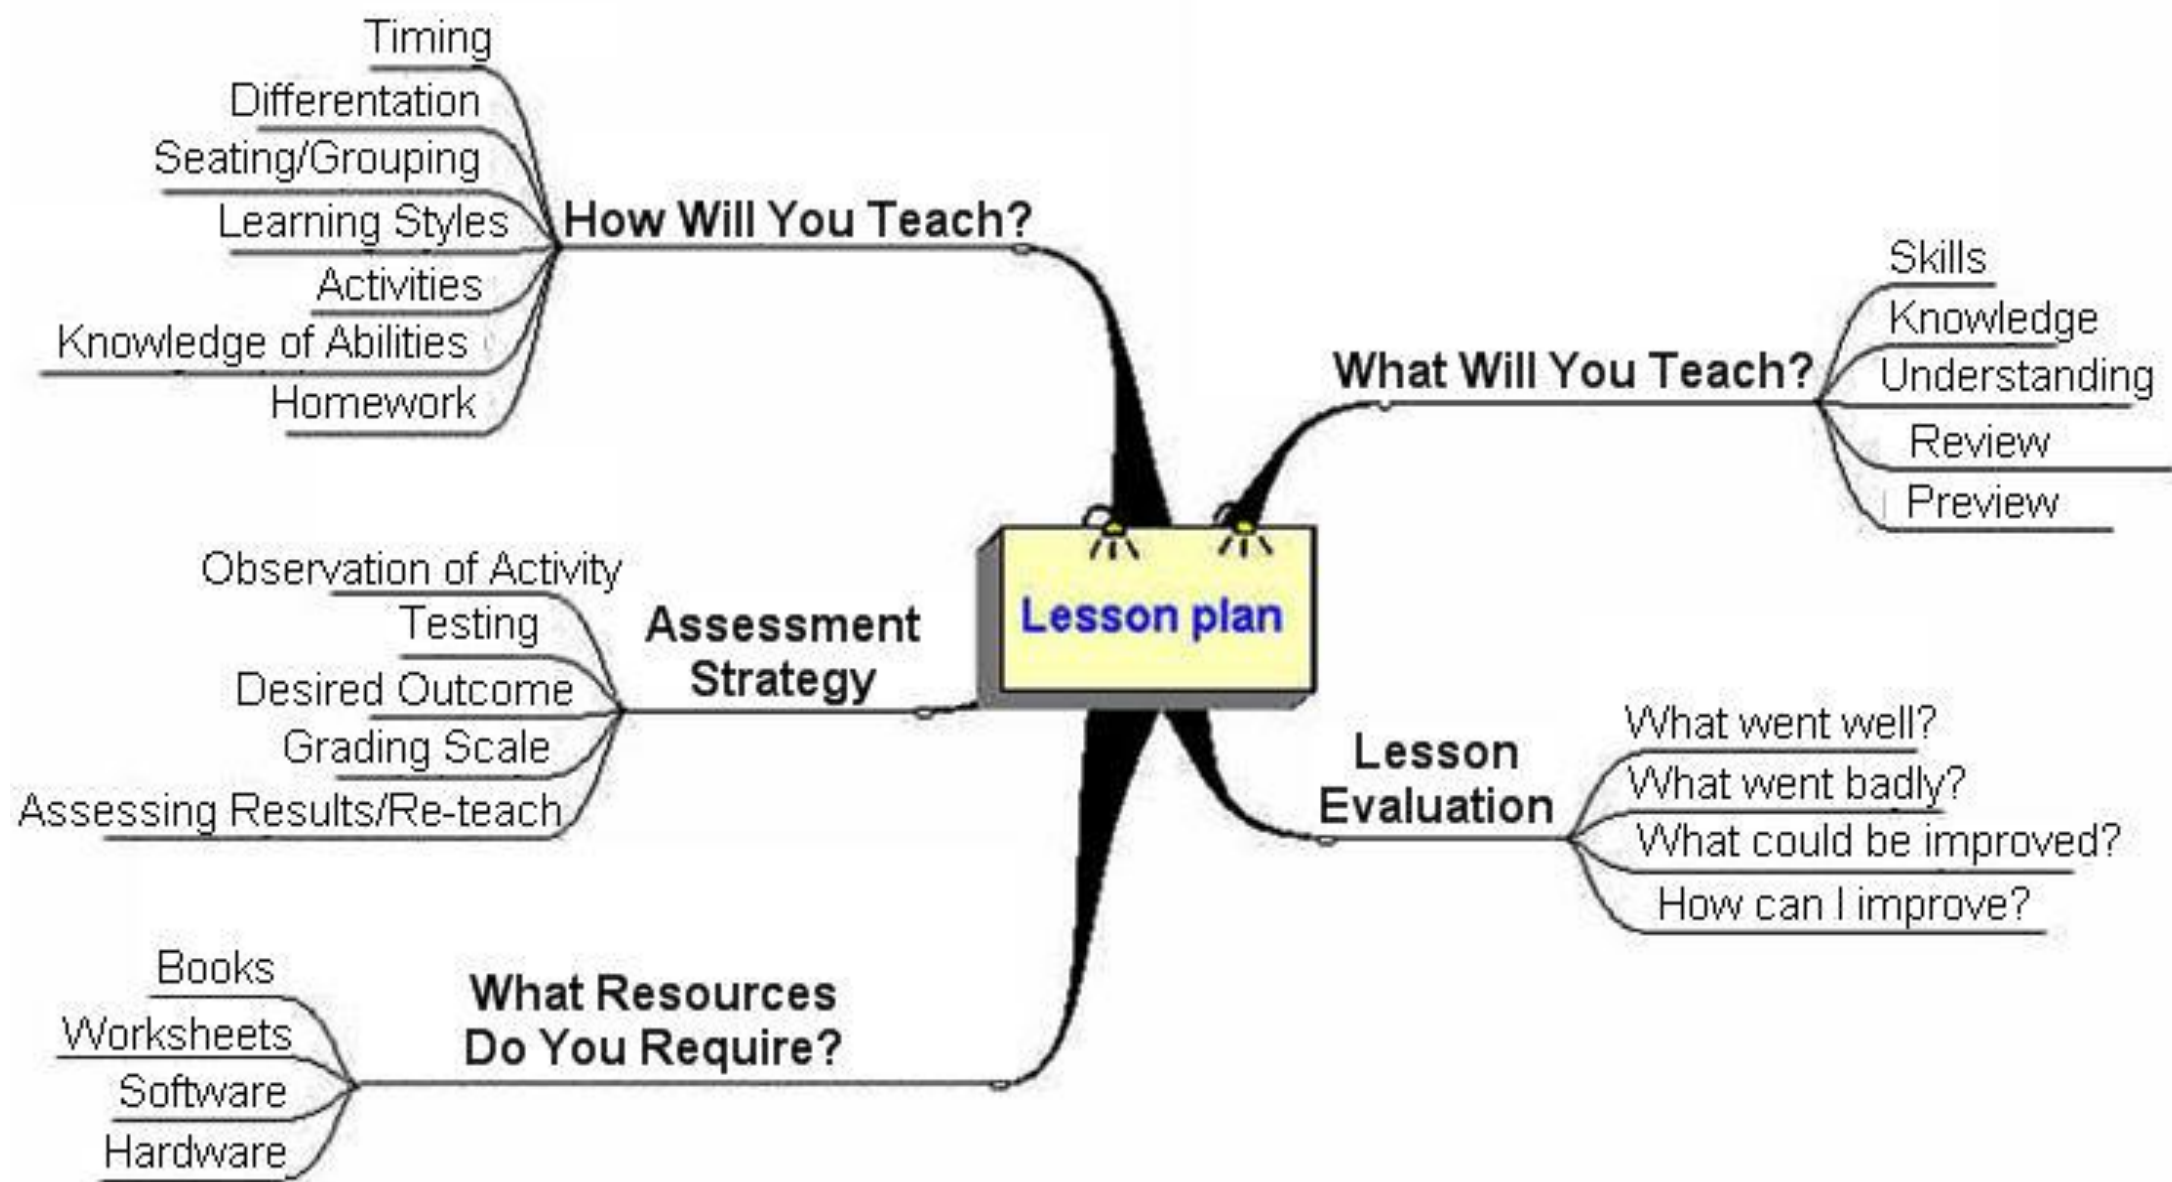 Timing
Differentation
Seating/Grouping
Learning Styles
Activities
Knowledge of Abilities
Homework
How Will You Teach?
What Will You Teach?
Skills
Knowledge
Understanding
Review
Preview
Observation of Activity
Testing
Desired Outcome
Grading Scale
Assessing Results/Re-teach
Assessment
Strategy
Lesson plan
Lesson
Evaluation
What went well?
What went badly?
What could be improved?
How can I improve?
Books
Worksheets
Software
Hardware
What Resources
Do You Require?